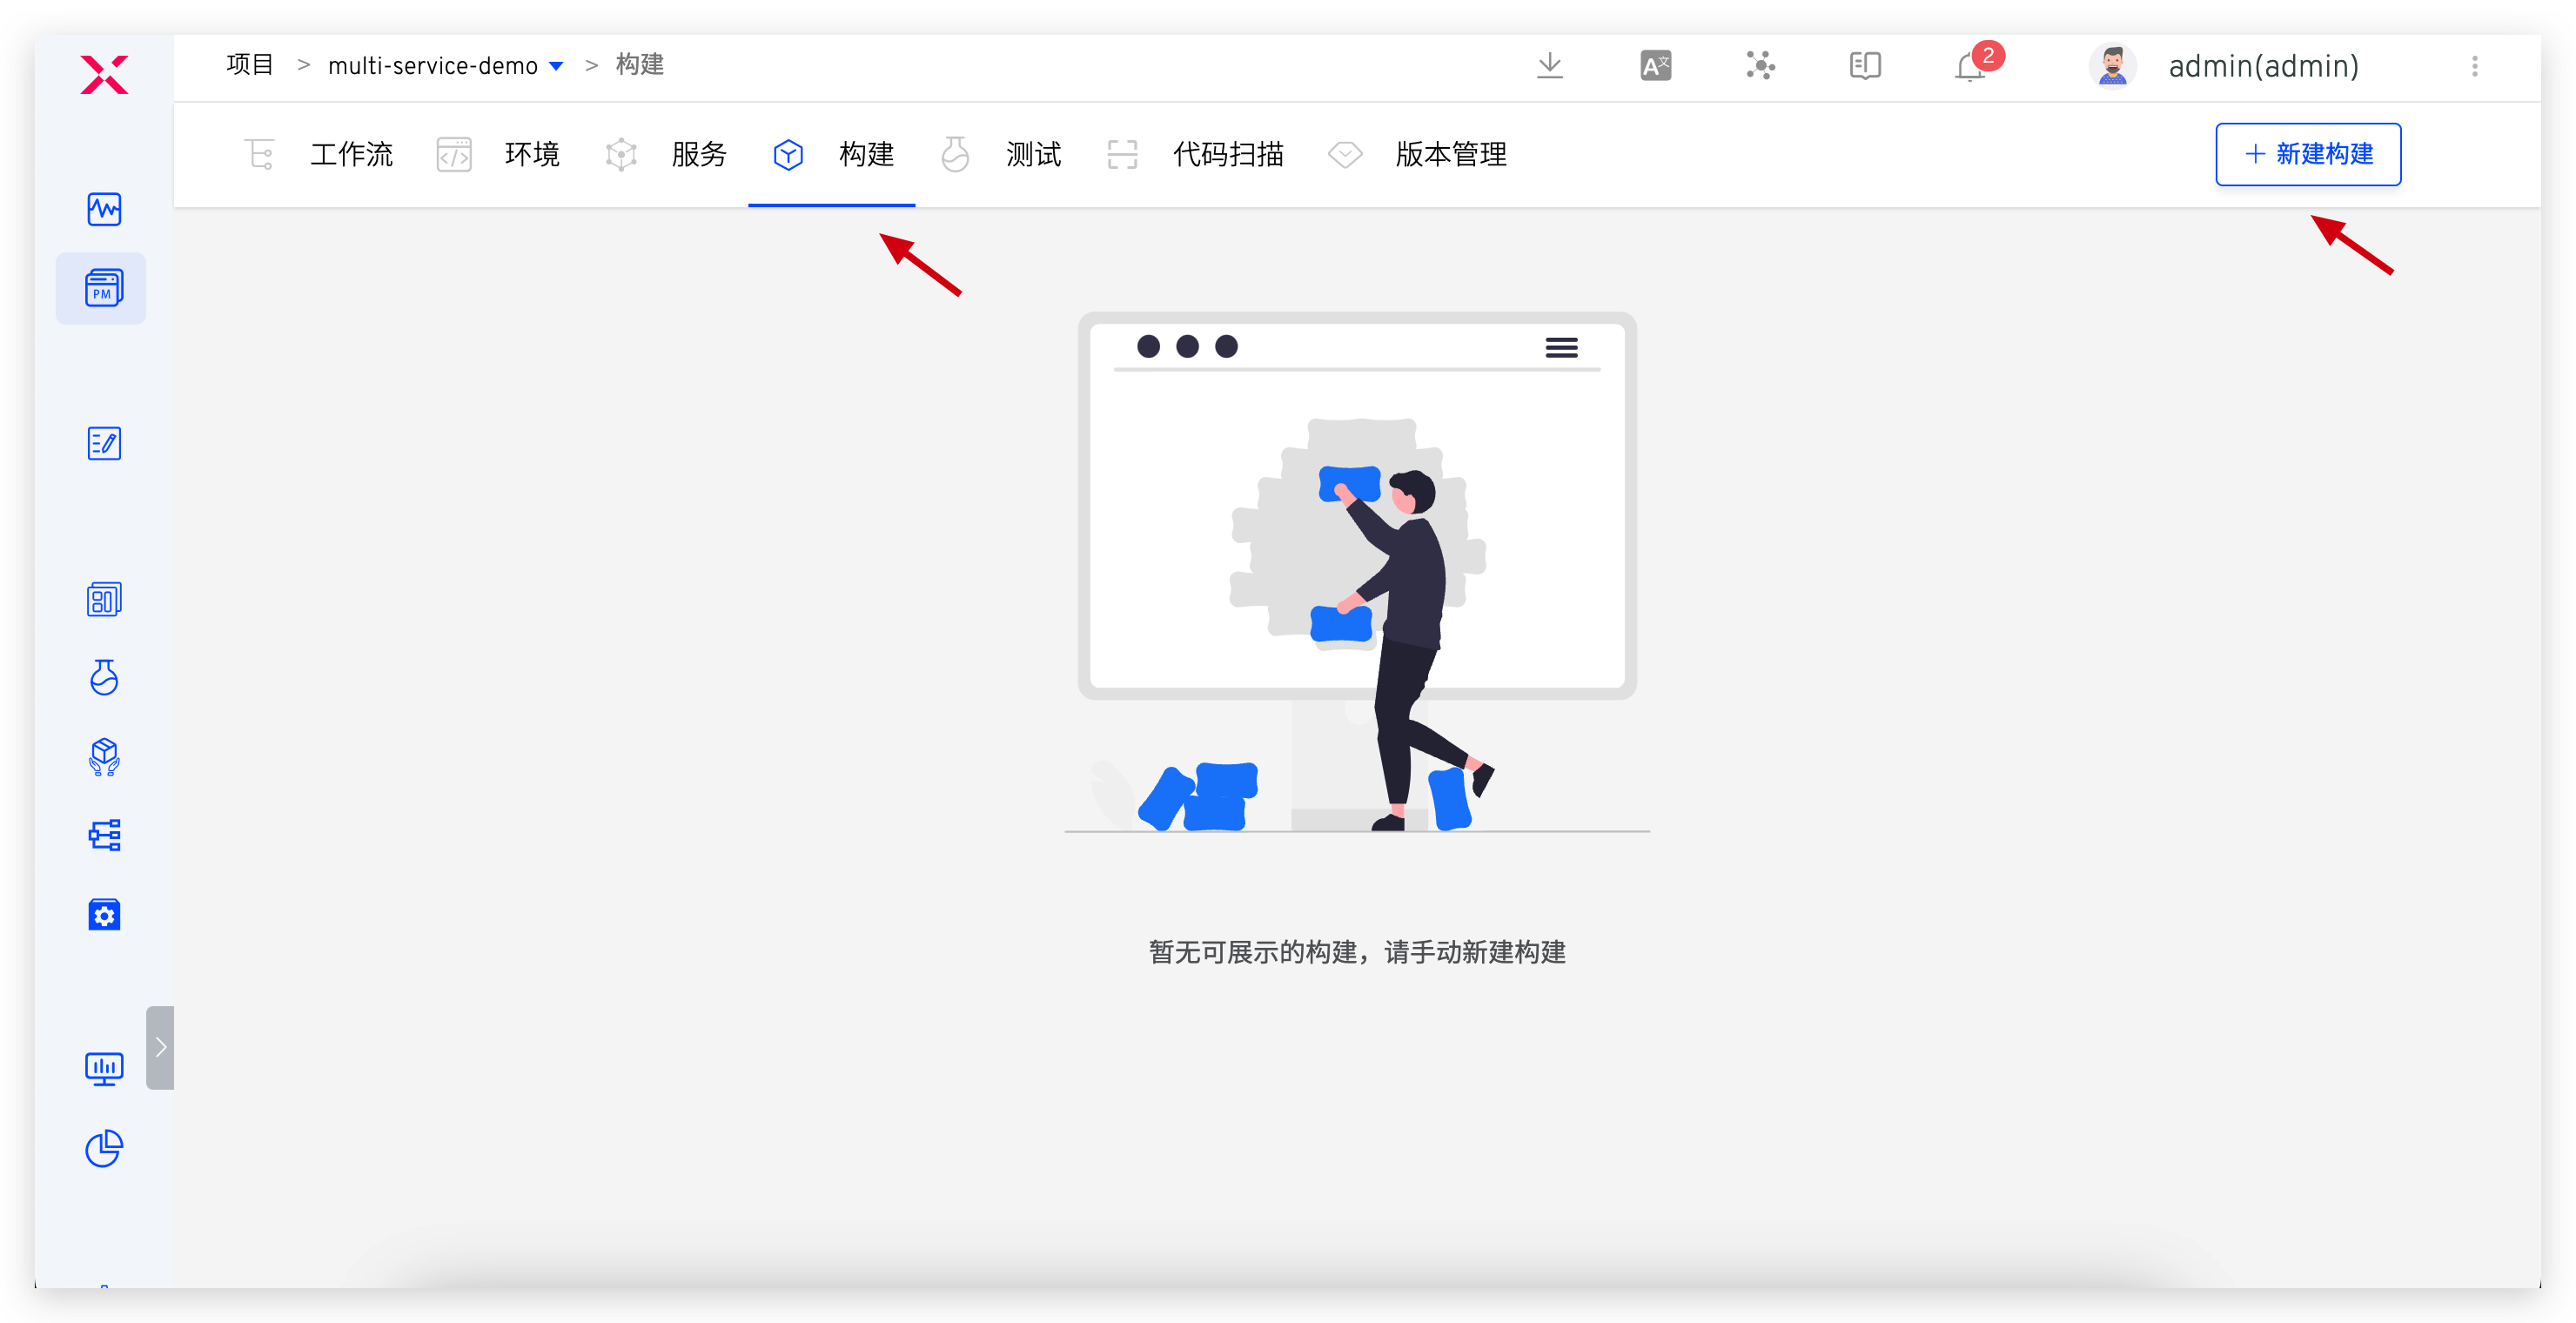 项目 > multi-service-demo > 构建
2
admin(admin)
工作流 环境 服务 构建 测试 代码扫描 版本管理
+ 新建构建
PM
暂无可展示的构建，请手动新建构建